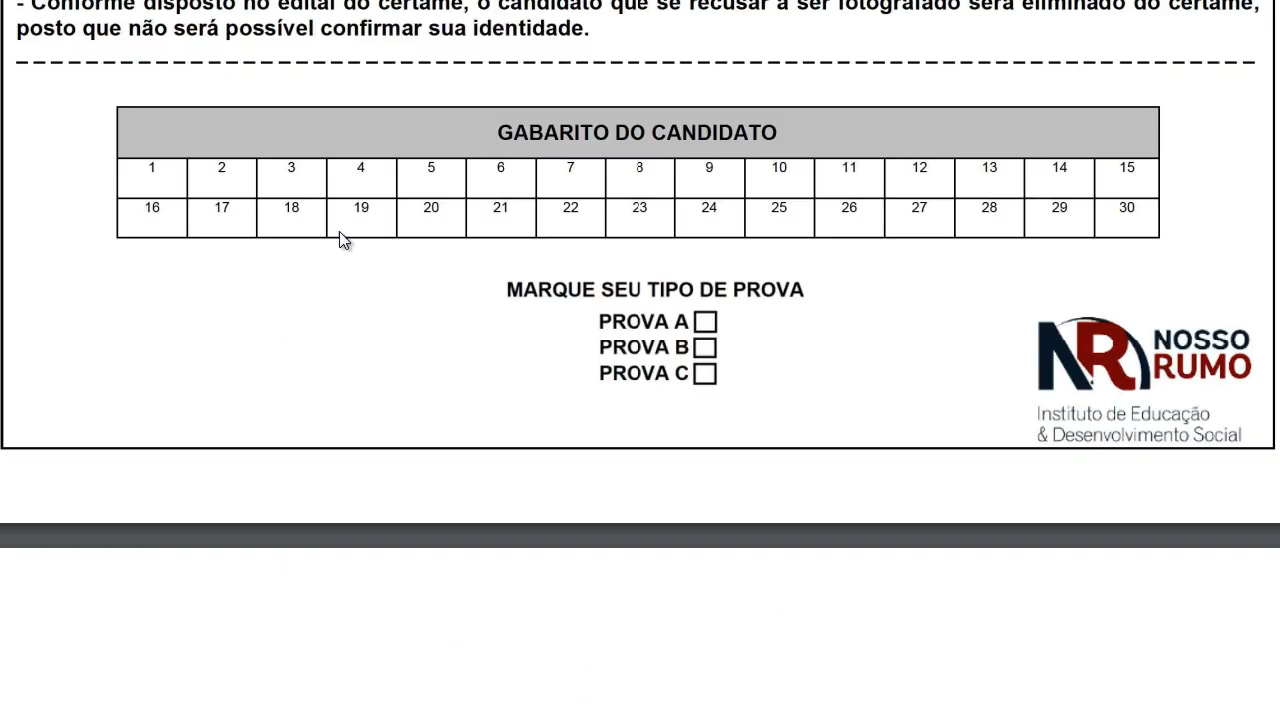 - Conforme disposto no edital do certame, o candidato que se recusar a ser fotografado será eliminado do certame,
posto que não será possível confirmar sua identidade.
GABARITO DO CANDIDATO
1 2 3 4 5 6 7 8 9 10 11 12 13 14 15
16 17 18 19 20 21 22 23 24 25 26 27 28 29 30
MARQUE SEU TIPO DE PROVA
PROVA A
PROVA B
PROVA C
NR NOSSO
RUMO
Instituto de Educação
& Desenvolvimento Social